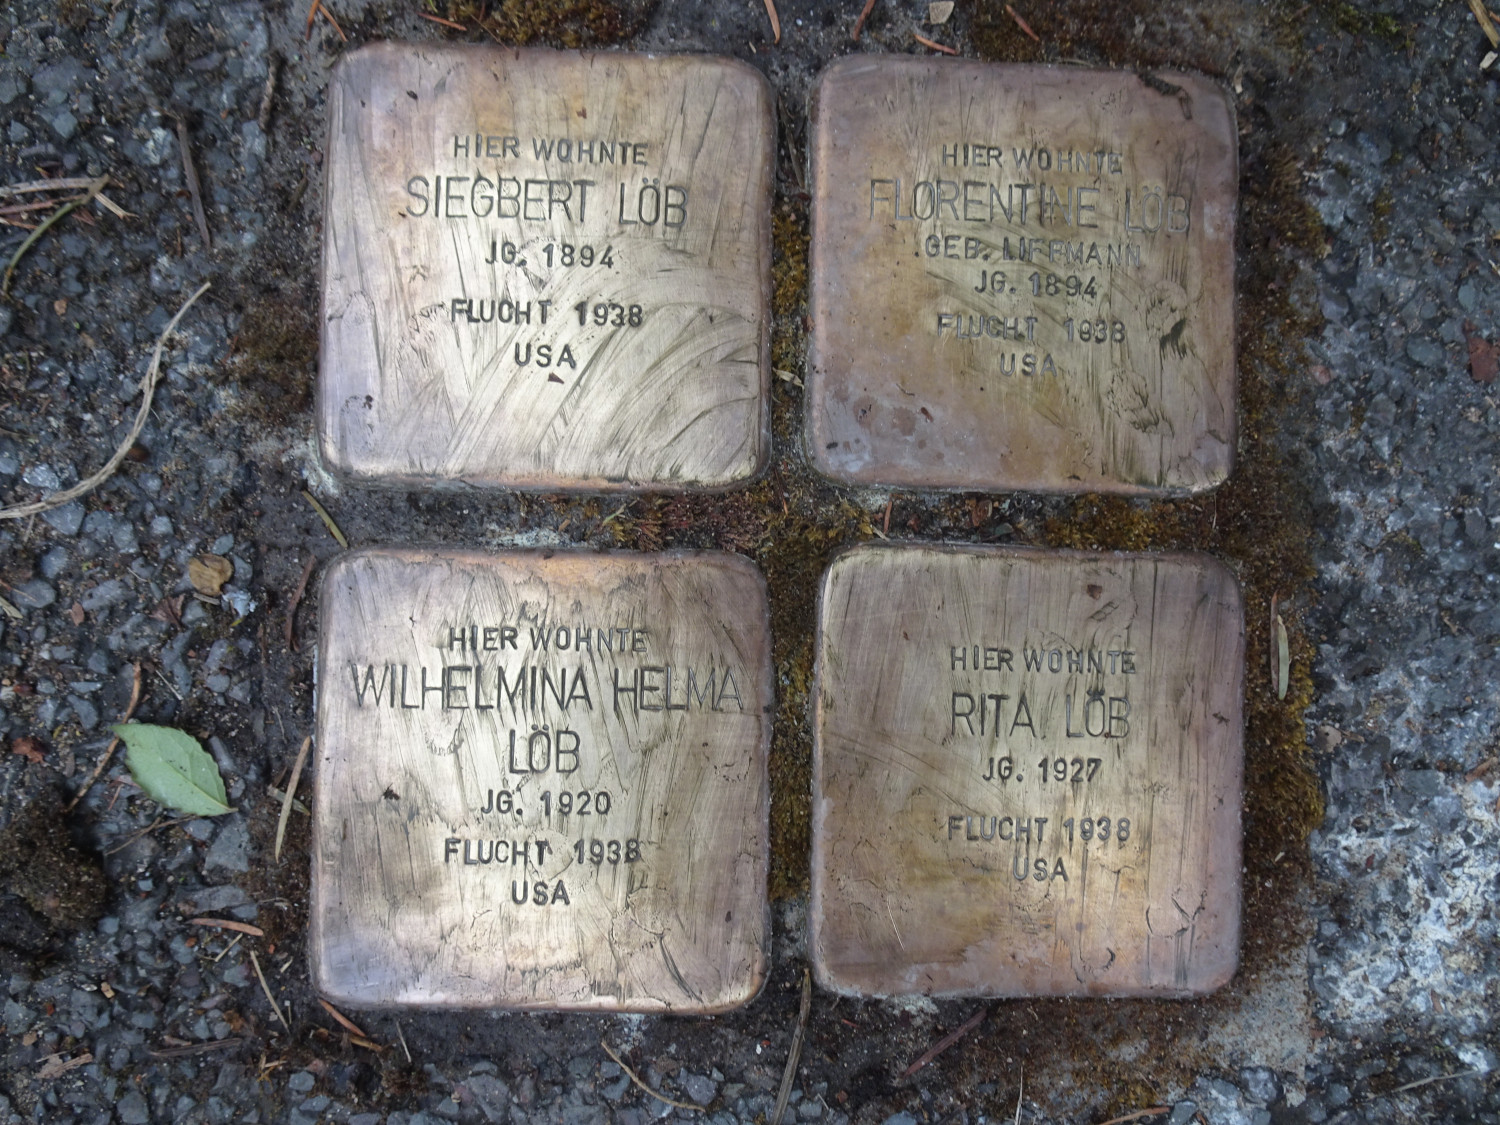 HIER WOHNTE
SIEGBERT LÖB
JG. 1894
FLUCHT 1938
USA
HIER WOHNTE
FLORENTINE LÖB
GEB. LIFFMANN
JG. 1894
FLUCHT 1938
USA
HIER WOHNTE
WILHELMINA HELMA
LÖB
JG. 1920
FLUCHT 1938
USA
HIER WOHNTE
RITA LÖB
JG. 1927
FLUCHT 1938
USA